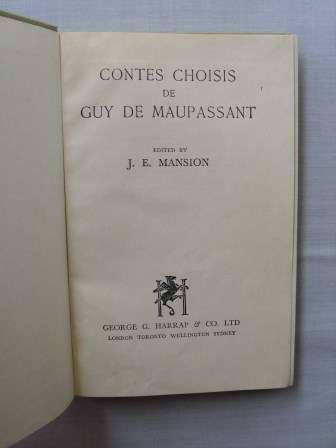 CONTES CHOISIS
DE
GUY DE MAUPASSANT
EDITED BY
J. E. MANSION
GEORGE G. HARRAP & CO. LTD
LONDON TORONTO WELLINGTON SYDNEY